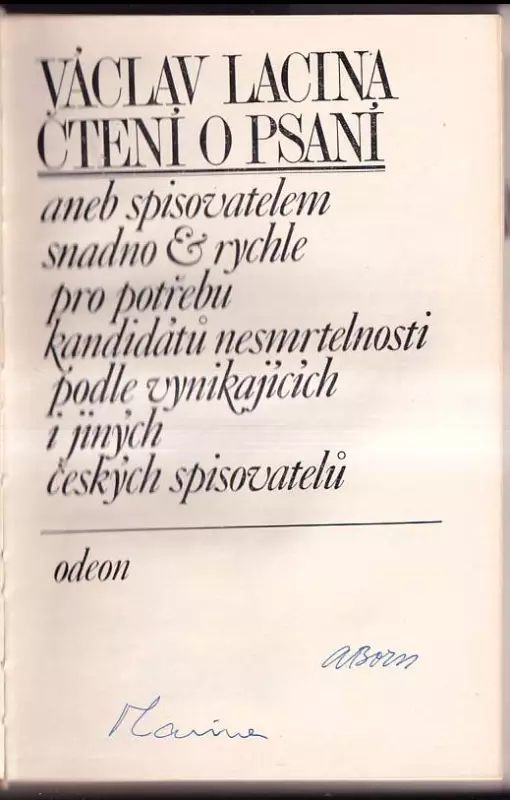 VÁCLAV LACINA
ČTENÍ O PSANÍ
aneb spisovatelem
snadno & rychle
pro potřebu
kandidátů nesmrtelnosti
podle vynikajících
i jiných
českých spisovatelů
odeon
ABorn